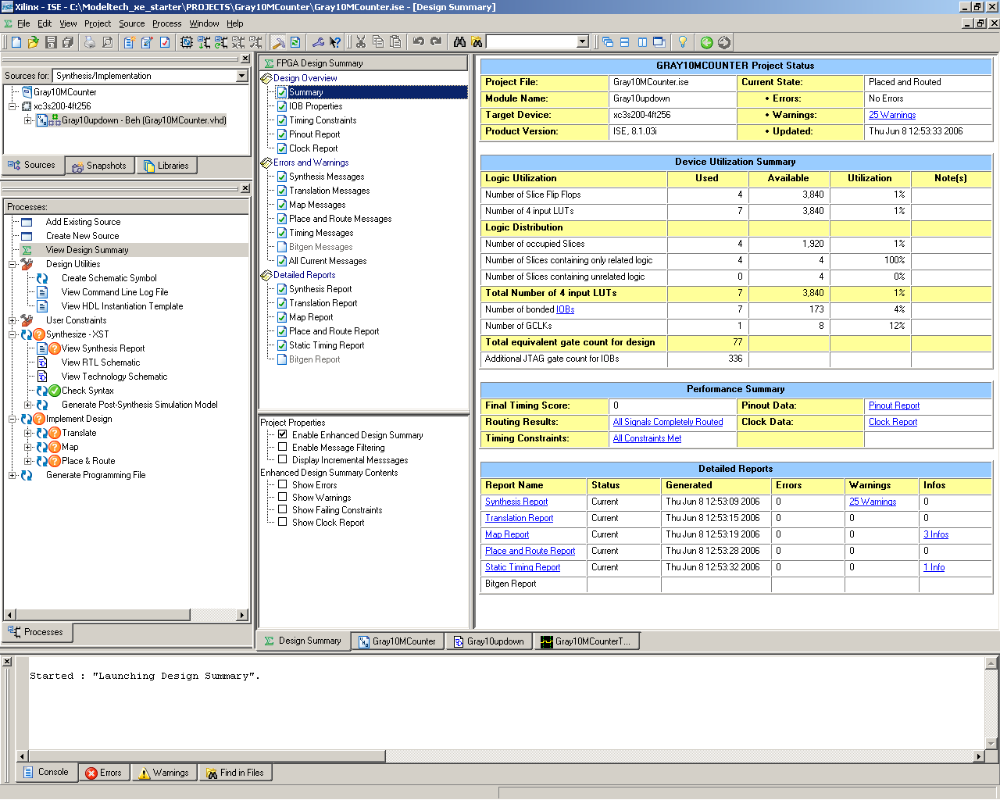 Xilinx - ISE - C:\Modeltech_xe_starter\PROJECTS\Gray10MCounter\Gray10MCounter.ise - [Design Summary]
File Edit View Project Source Process Window Help
Sources for: Synthesis/Implementation
Gray10MCounter
xc3s200-4ft256
Gray10updown - Beh (Gray10MCounter.vhd)
Sources Snapshots Libraries
Processes:
Add Existing Source
Create New Source
View Design Summary
Design Utilities
Create Schematic Symbol
View Command Line Log File
View HDL Instantiation Template
User Constraints
Synthesize - XST
View Synthesis Report
View RTL Schematic
View Technology Schematic
Check Syntax
Generate Post-Synthesis Simulation Model
Implement Design
Translate
Map
Place & Route
Generate Programming File
Processes
FPGA Design Summary
Design Overview
Summary
IOB Properties
Timing Constraints
Pinout Report
Clock Report
Errors and Warnings
Synthesis Messages
Translation Messages
Map Messages
Place and Route Messages
Timing Messages
Bitgen Messages
All Current Messages
Detailed Reports
Synthesis Report
Translation Report
Map Report
Place and Route Report
Static Timing Report
Bitgen Report
Project Properties
Enable Enhanced Design Summary
Enable Message Filtering
Display Incremental Messsages
Enhanced Design Summary Contents
Show Errors
Show Warnings
Show Failing Constraints
Show Clock Report
GRAY10MCOUNTER Project Status
Project File: Gray10MCounter.ise Current State: Placed and Routed
Module Name: Gray10updown • Errors: No Errors
Target Device: xc3s200-4ft256 • Warnings: 25 Warnings
Product Version: ISE, 8.1.03i • Updated: Thu Jun 8 12:53:33 2006
Device Utilization Summary
Logic Utilization Used Available Utilization Note(s)
Number of Slice Flip Flops 4 3,840 1%
Number of 4 input LUTs 7 3,840 1%
Logic Distribution
Number of occupied Slices 4 1,920 1%
Number of Slices containing only related logic 4 4 100%
Number of Slices containing unrelated logic 0 4 0%
Total Number of 4 input LUTs 7 3,840 1%
Number of bonded IOBs 7 173 4%
Number of GCLKs 1 8 12%
Total equivalent gate count for design 77
Additional JTAG gate count for IOBs 336
Performance Summary
Final Timing Score: 0 Pinout Data: Pinout Report
Routing Results: All Signals Completely Routed Clock Data: Clock Report
Timing Constraints: All Constraints Met
Detailed Reports
Report Name Status Generated Errors Warnings Infos
Synthesis Report Current Thu Jun 8 12:53:09 2006 0 25 Warnings 0
Translation Report Current Thu Jun 8 12:53:15 2006 0 0 0
Map Report Current Thu Jun 8 12:53:19 2006 0 0 3 Infos
Place and Route Report Current Thu Jun 8 12:53:28 2006 0 0 0
Static Timing Report Current Thu Jun 8 12:53:32 2006 0 0 1 Info
Bitgen Report
Design Summary Gray10MCounter Gray10updown Gray10MCounterT...
Started : "Launching Design Summary".
Console Errors Warnings Find in Files